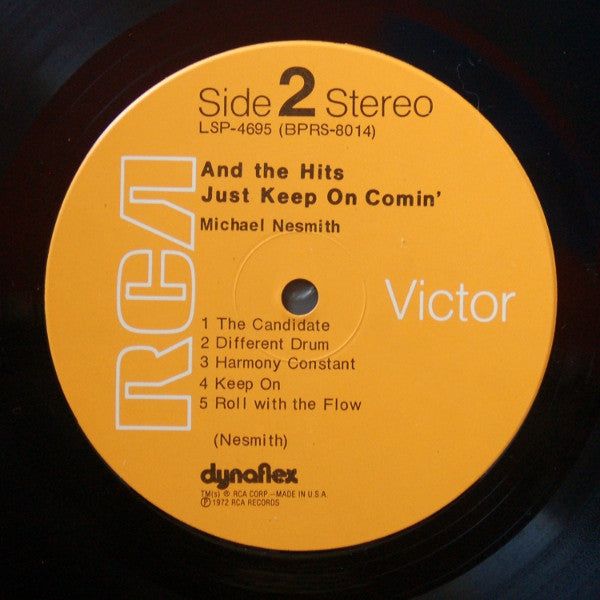 Side 2 Stereo
LSP-4695 (BPRS-8014)
And the Hits
Just Keep On Comin'
Michael Nesmith
RCA
Victor
1 The Candidate
2 Different Drum
3 Harmony Constant
4 Keep On
5 Roll with the Flow
(Nesmith)
dynaflex
TM(s) ® RCA CORP.—MADE IN U.S.A.
Ⓟ 1972 RCA RECORDS